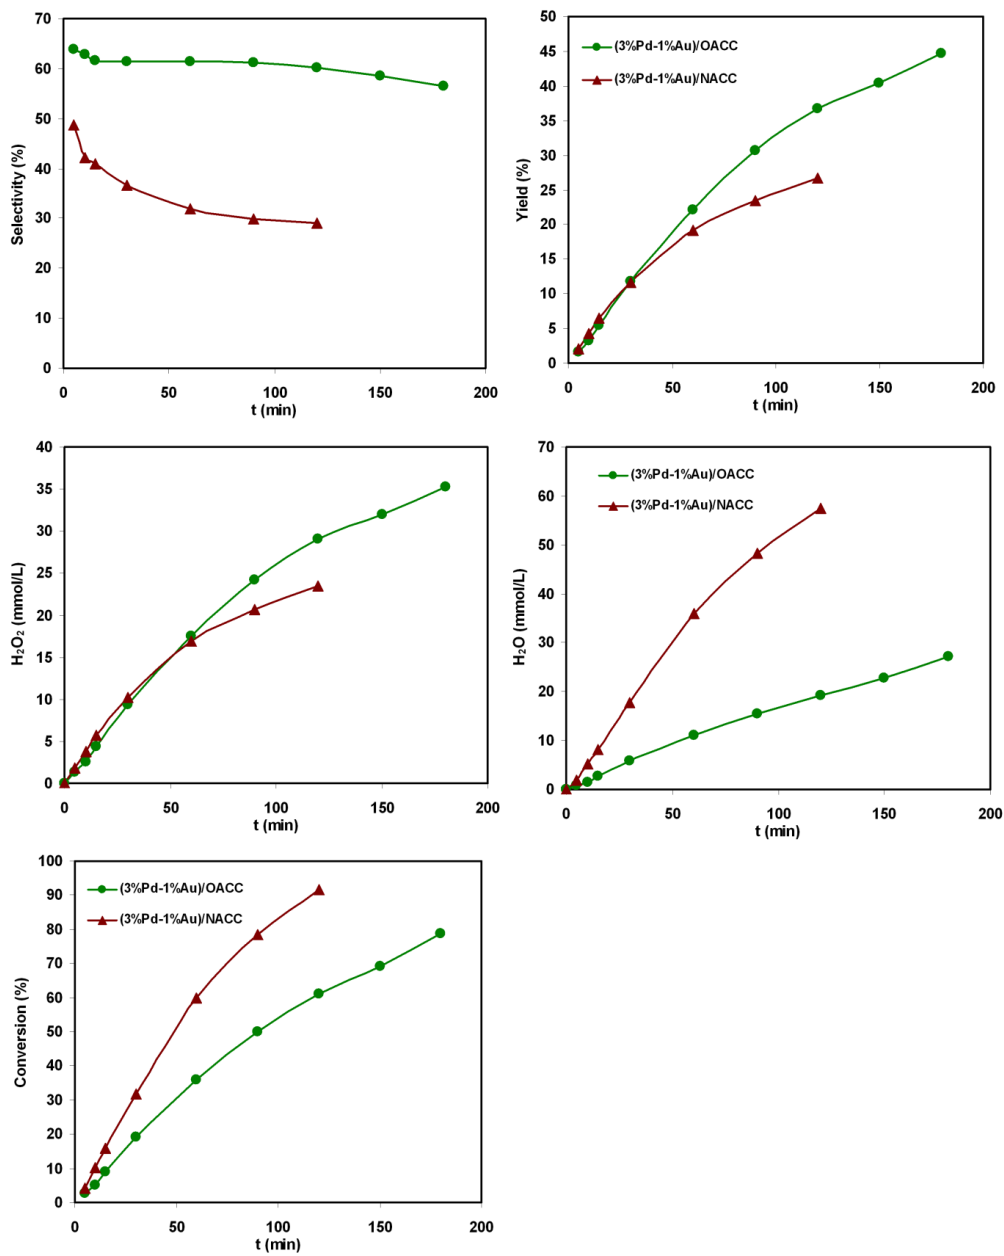 70
60
50
40
30
20
10
0
Selectivity (%)
0 50 100 150 200
t (min)
50
45
40
35
30
25
20
15
10
5
0
Yield (%)
(3%Pd-1%Au)/OACC
(3%Pd-1%Au)/NACC
0 50 100 150 200
t (min)
40
35
30
25
20
15
10
5
0
H₂O₂ (mmol/L)
0 50 100 150 200
t (min)
70
60
50
40
30
20
10
0
H₂O (mmol/L)
(3%Pd-1%Au)/OACC
(3%Pd-1%Au)/NACC
0 50 100 150 200
t (min)
100
90
80
70
60
50
40
30
20
10
0
Conversion (%)
(3%Pd-1%Au)/OACC
(3%Pd-1%Au)/NACC
0 50 100 150 200
t (min)